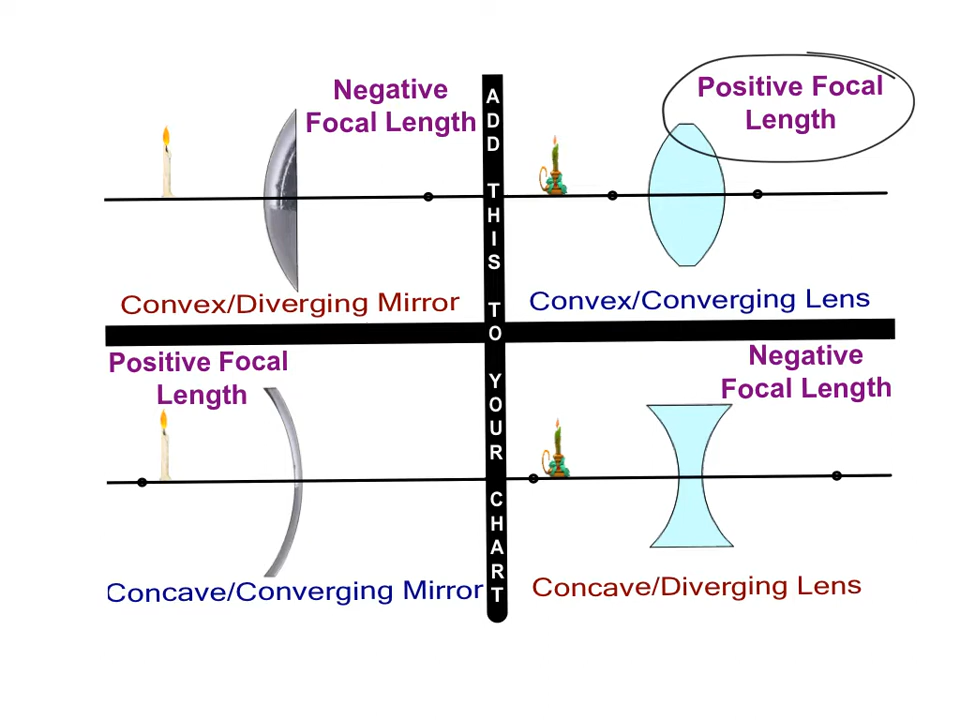 Negative
Focal Length
Convex/Diverging Mirror
Positive Focal
Length
Convex/Converging Lens
ADD THIS TO YOUR CHART
Positive Focal
Length
Concave/Converging Mirror
Negative
Focal Length
Concave/Diverging Lens